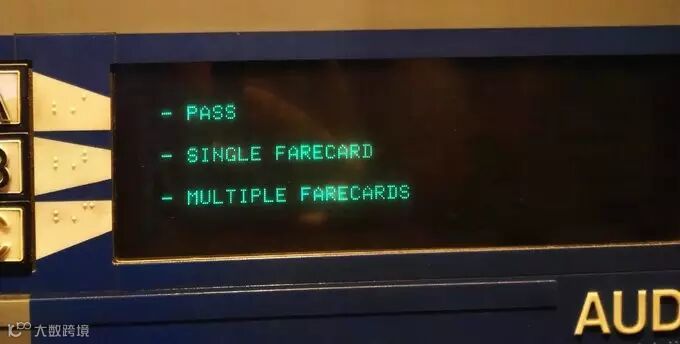 A
- PASS
B
- SINGLE FARECARD
C
- MULTIPLE FARECARDS
AUD
大数跨境